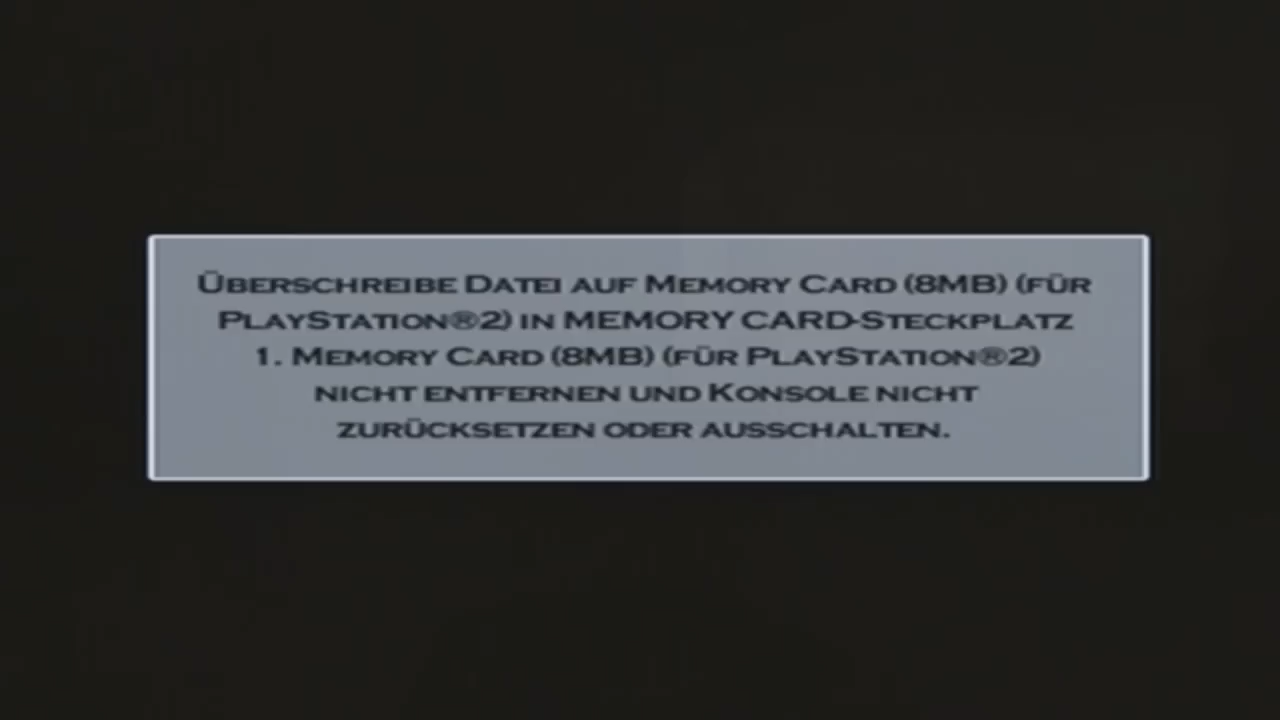 Überschreibe Datei auf Memory Card (8MB) (für
PlayStation®2) in MEMORY CARD-Steckplatz
1. Memory Card (8MB) (für PlayStation®2)
nicht entfernen und Konsole nicht
zurücksetzen oder ausschalten.